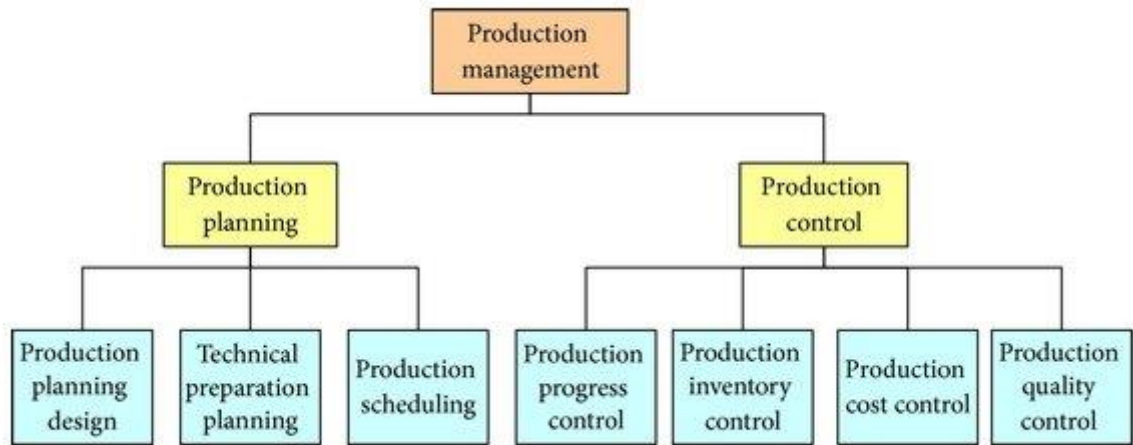 Production
management
Production
planning
Production
control
Production
planning
design
Technical
preparation
planning
Production
scheduling
Production
progress
control
Production
inventory
control
Production
cost control
Production
quality
control